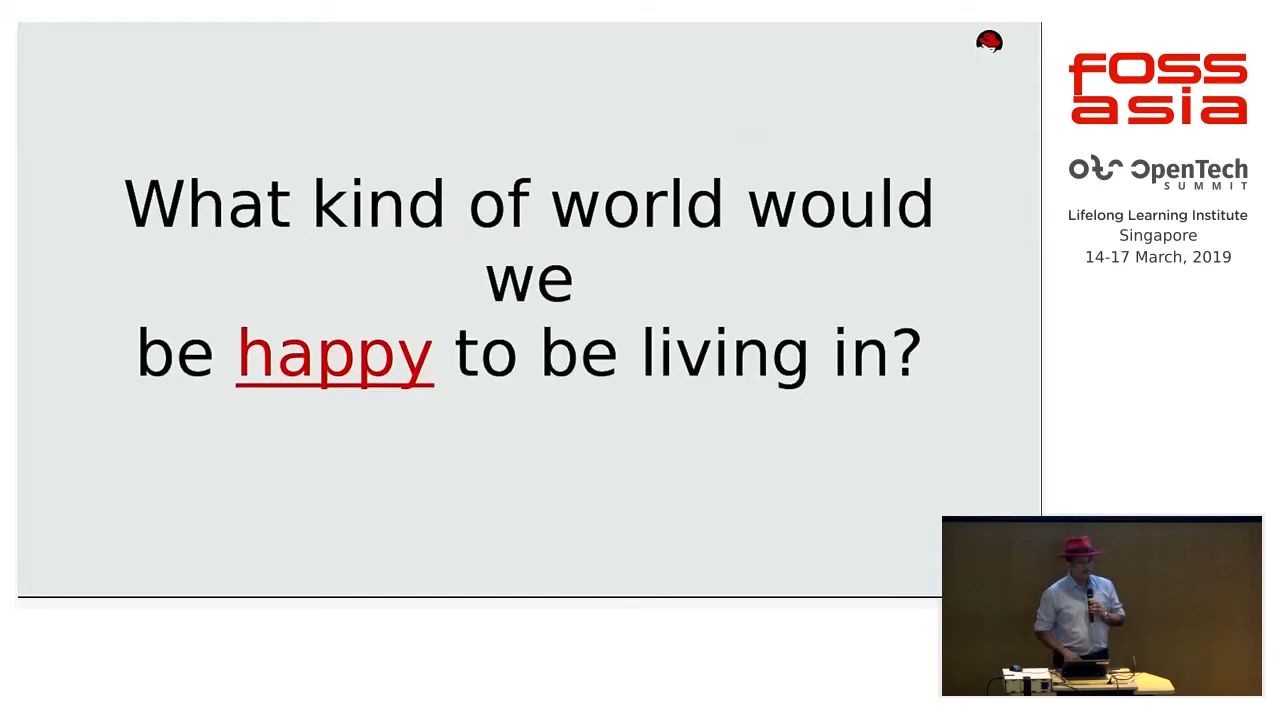 What kind of world would
we
be happy to be living in?
fOSS
asia
OpenTech
SUMMIT
Lifelong Learning Institute
Singapore
14-17 March, 2019